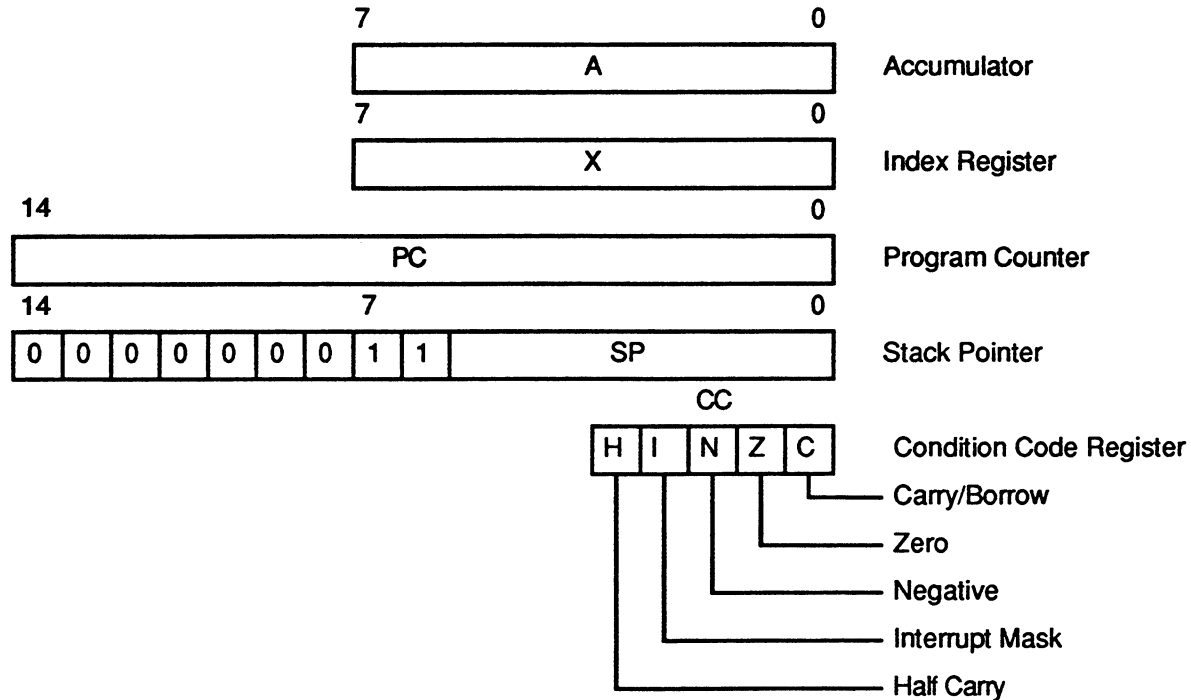 7 0
A Accumulator
7 0
X Index Register
14 0
PC Program Counter
14 7 0
0 0 0 0 0 0 0 1 1 SP Stack Pointer
CC
H I N Z C Condition Code Register
Carry/Borrow
Zero
Negative
Interrupt Mask
Half Carry